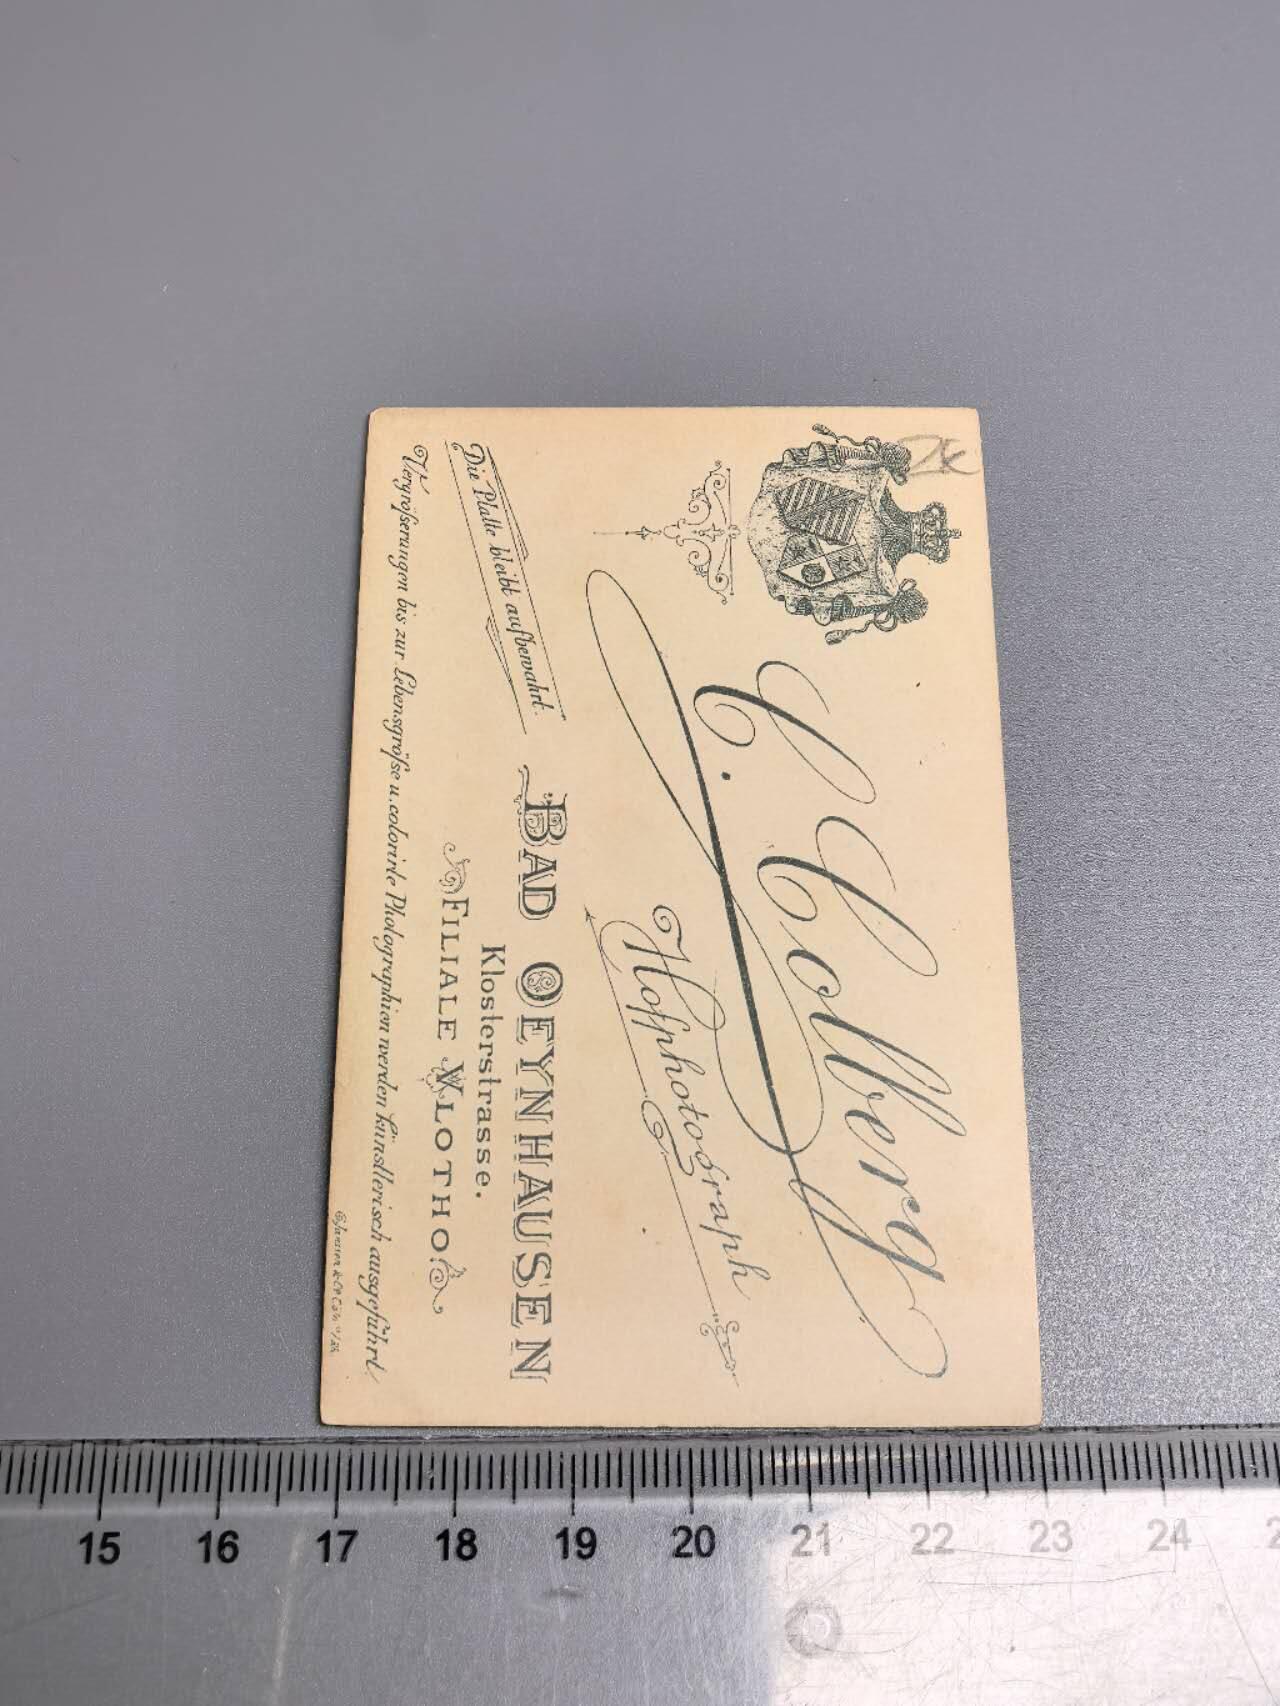 C. Colberg
Hofphotograph
Die Platte bleibt aufbewahrt.
BAD OEYNHAUSEN
Klosterstrasse.
FILIALE VLOTHO.
Vergröſserungen bis zur Lebensgröſse u. colorirte Photographien werden künstlerisch ausgeführt.
15 16 17 18 19 20 21 22 23 24